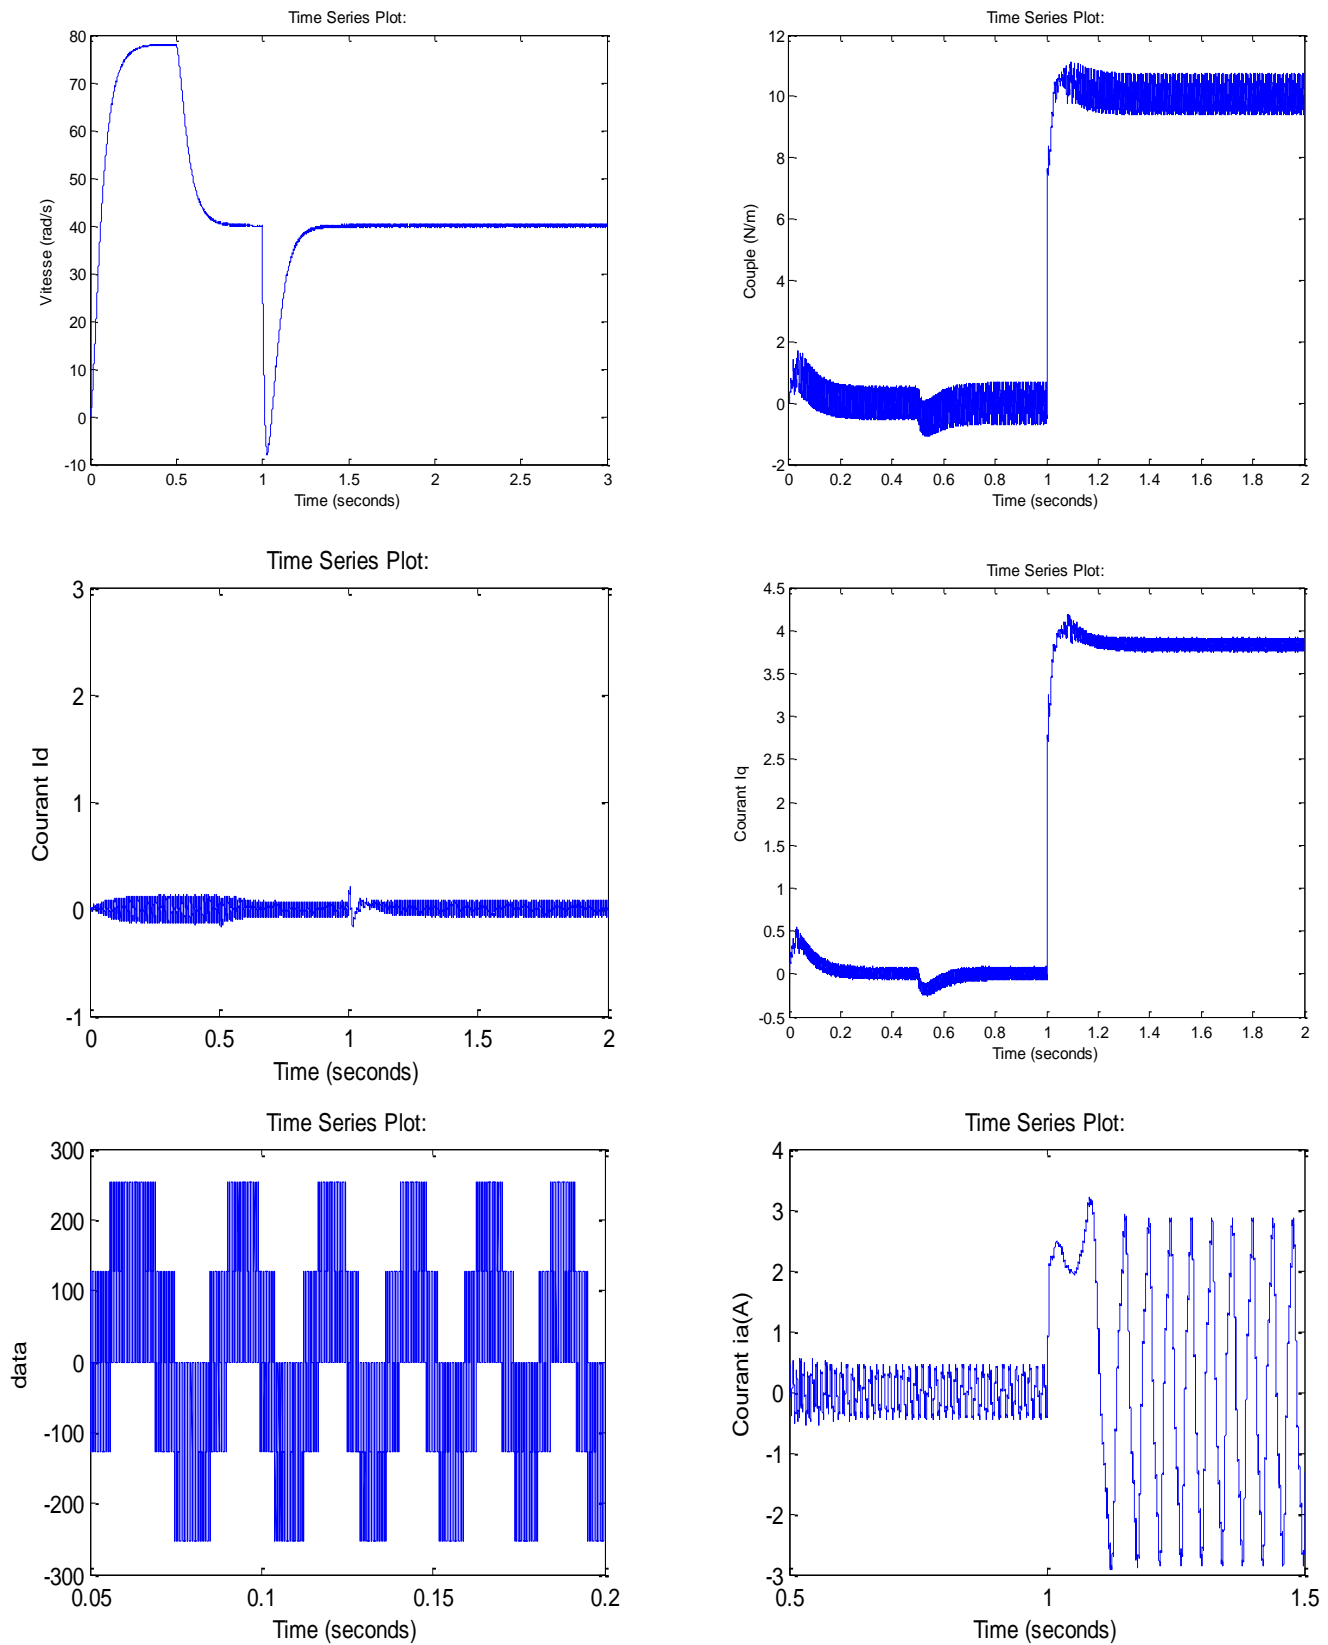 Time Series Plot:
80
70
60
50
40
30
20
10
0
-10
Vitesse (rad/s)
0 0.5 1 1.5 2 2.5 3
Time (seconds)
Time Series Plot:
12
10
8
6
4
2
0
-2
Couple (N/m)
0 0.2 0.4 0.6 0.8 1 1.2 1.4 1.6 1.8 2
Time (seconds)
Time Series Plot:
3
2
1
0
-1
Courant Id
0 0.5 1 1.5 2
Time (seconds)
Time Series Plot:
4.5
4
3.5
3
2.5
2
1.5
1
0.5
0
-0.5
Courant Iq
0 0.2 0.4 0.6 0.8 1 1.2 1.4 1.6 1.8 2
Time (seconds)
Time Series Plot:
300
200
100
0
-100
-200
-300
data
0.05 0.1 0.15 0.2
Time (seconds)
Time Series Plot:
4
3
2
1
0
-1
-2
-3
Courant ia(A)
0.5 1 1.5
Time (seconds)